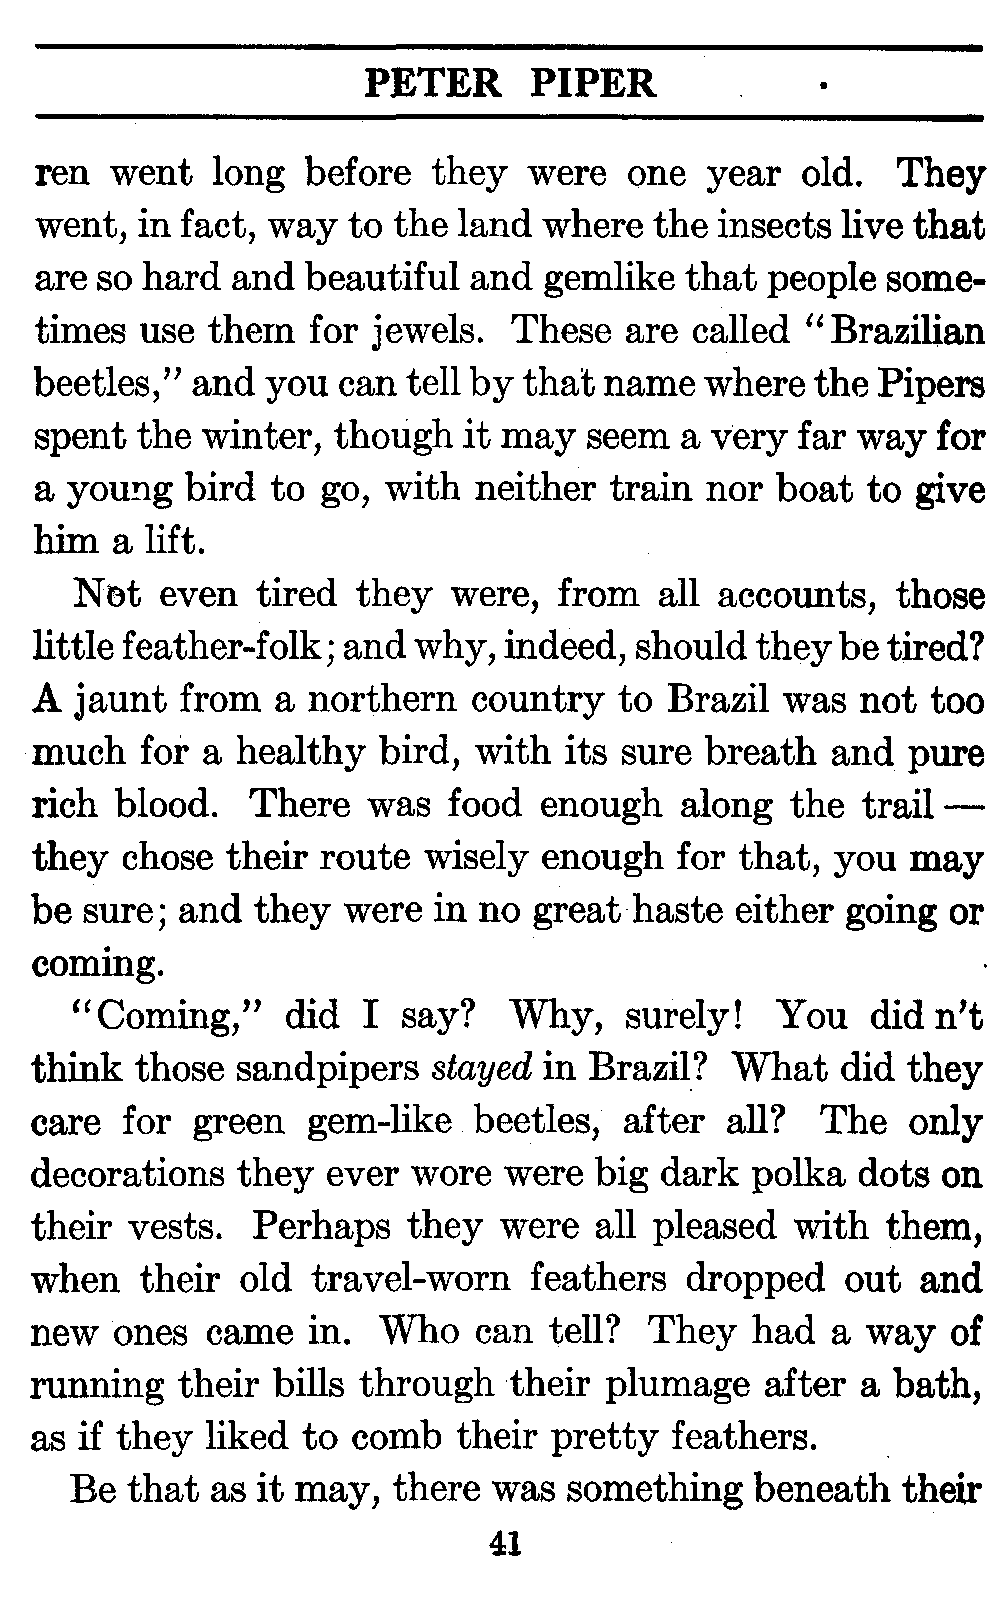 PETER PIPER
ren went long before they were one year old. They
went, in fact, way to the land where the insects live that
are so hard and beautiful and gemlike that people some-
times use them for jewels. These are called “Brazilian
beetles,” and you can tell by that name where the Pipers
spent the winter, though it may seem a very far way for
a young bird to go, with neither train nor boat to give
him a lift.
Not even tired they were, from all accounts, those
little feather-folk; and why, indeed, should they be tired?
A jaunt from a northern country to Brazil was not too
much for a healthy bird, with its sure breath and pure
rich blood. There was food enough along the trail —
they chose their route wisely enough for that, you may
be sure; and they were in no great haste either going or
coming.
“Coming,” did I say? Why, surely! You did n’t
think those sandpipers stayed in Brazil? What did they
care for green gem-like beetles, after all? The only
decorations they ever wore were big dark polka dots on
their vests. Perhaps they were all pleased with them,
when their old travel-worn feathers dropped out and
new ones came in. Who can tell? They had a way of
running their bills through their plumage after a bath,
as if they liked to comb their pretty feathers.
Be that as it may, there was something beneath their
41